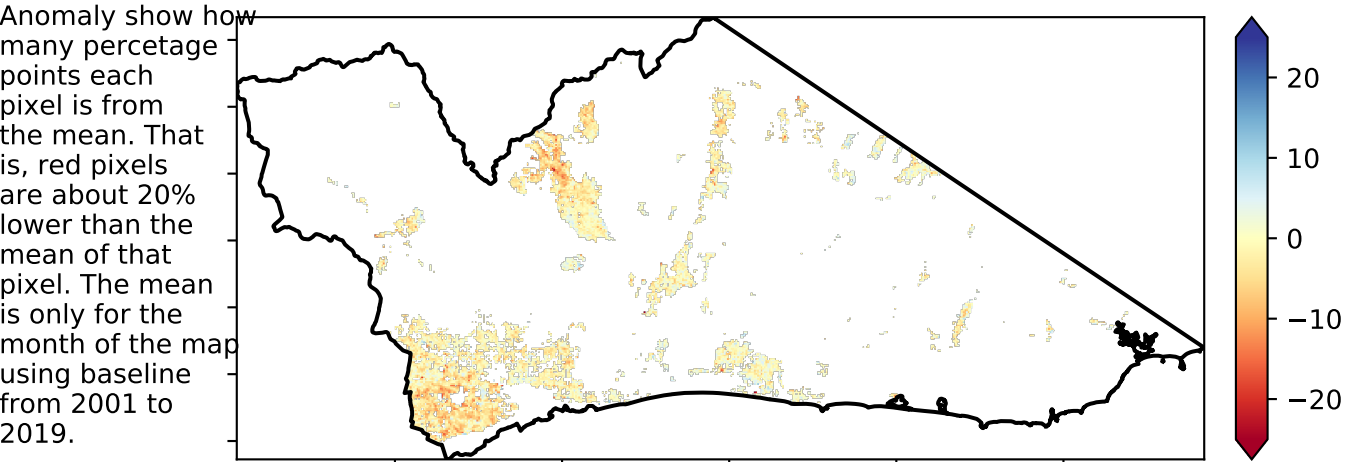 Anomaly show how
many percetage
points each
pixel is from
the mean. That
is, red pixels
are about 20%
lower than the
mean of that
pixel. The mean
is only for the
month of the map
using baseline
from 2001 to
2019.
20
10
0
−10
−20